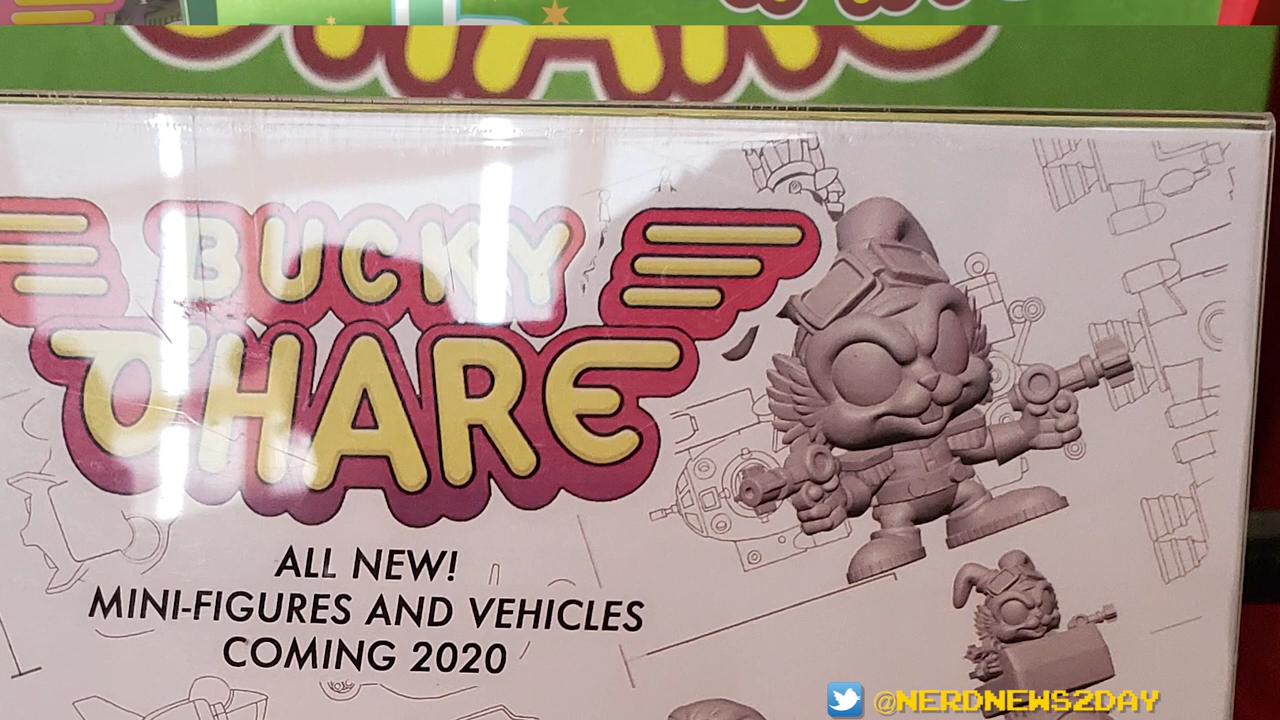 BUCKY
O'HARE
ALL NEW!
MINI-FIGURES AND VEHICLES
COMING 2020
@NERDNEWS2DAY